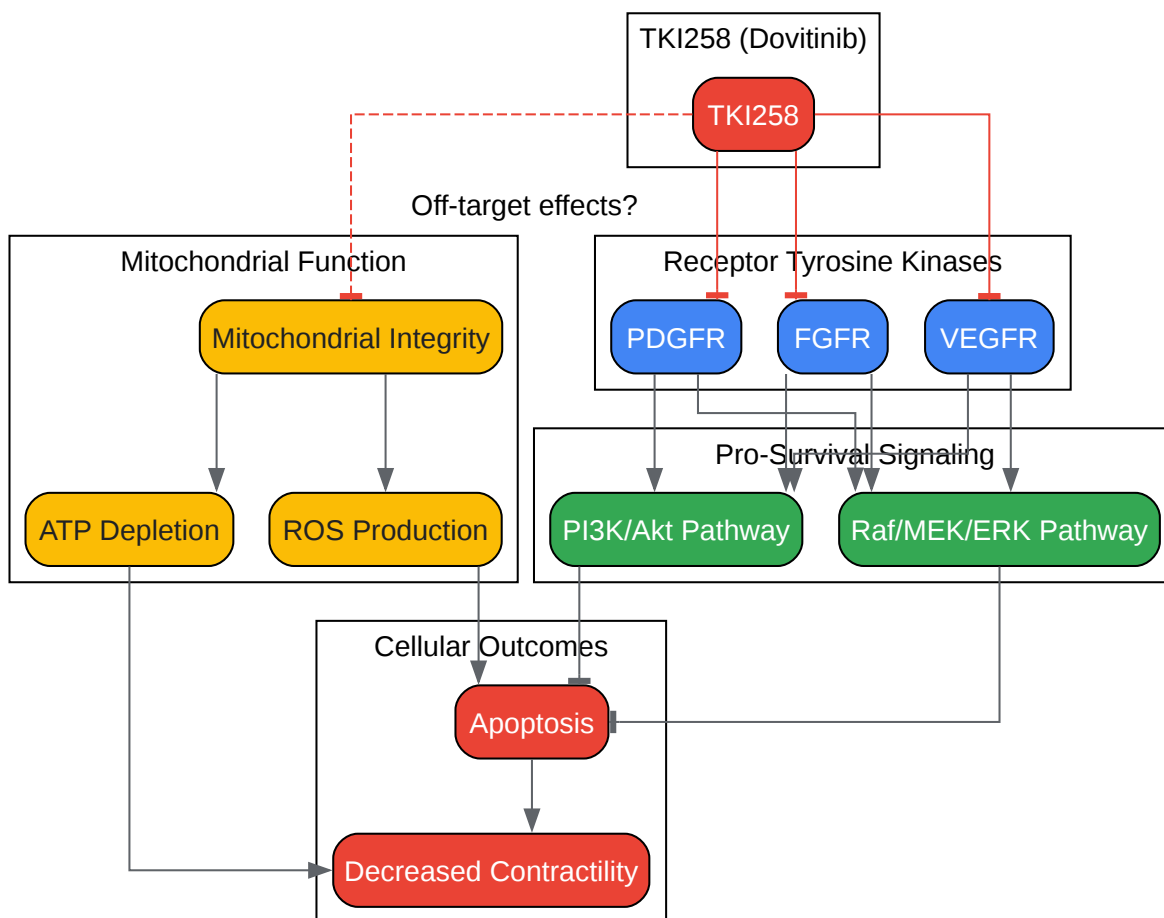 TKI258 (Dovitinib)
TKI258
Off-target effects?
Mitochondrial Function
Receptor Tyrosine Kinases
Mitochondrial Integrity
PDGFR
FGFR
VEGFR
Pro-Survival Signaling
ATP Depletion
ROS Production
PI3K/Akt Pathway
Raf/MEK/ERK Pathway
Cellular Outcomes
Apoptosis
Decreased Contractility